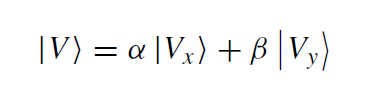 |V⟩ = α |Vₓ⟩ + β |V_y⟩